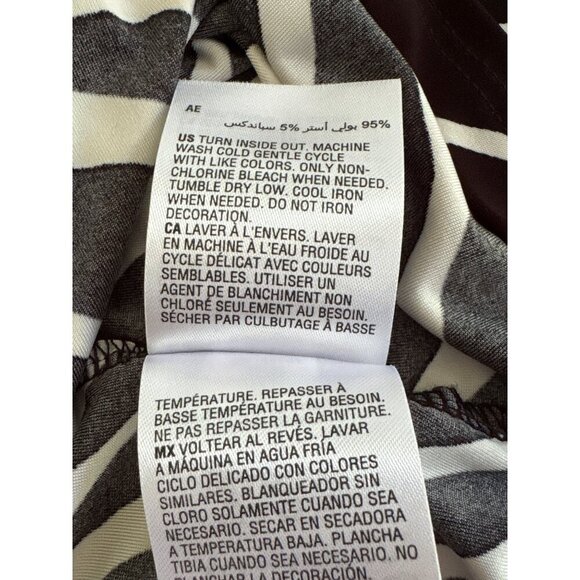 AE
95% بولي أستر 5% سباندكس
US TURN INSIDE OUT. MACHINE
WASH COLD GENTLE CYCLE
WITH LIKE COLORS. ONLY NON-
CHLORINE BLEACH WHEN NEEDED.
TUMBLE DRY LOW. COOL IRON
WHEN NEEDED. DO NOT IRON
DECORATION.
CA LAVER À L'ENVERS. LAVER
EN MACHINE À L'EAU FROIDE AU
CYCLE DÉLICAT AVEC COULEURS
SEMBLABLES. UTILISER UN
AGENT DE BLANCHIMENT NON
CHLORÉ SEULEMENT AU BESOIN.
SÉCHER PAR CULBUTAGE À BASSE
TEMPÉRATURE. REPASSER À
BASSE TEMPÉRATURE AU BESOIN.
NE PAS REPASSER LA GARNITURE.
MX VOLTEAR AL REVÉS. LAVAR
A MÁQUINA EN AGUA FRÍA
CICLO DELICADO CON COLORES
SIMILARES. BLANQUEADOR SIN
CLORO SOLAMENTE CUANDO SEA
NECESARIO. SECAR EN SECADORA
A TEMPERATURA BAJA. PLANCHA
TIBIA CUANDO SEA NECESARIO. NO
PLANCHAR LA DECORACIÓN.